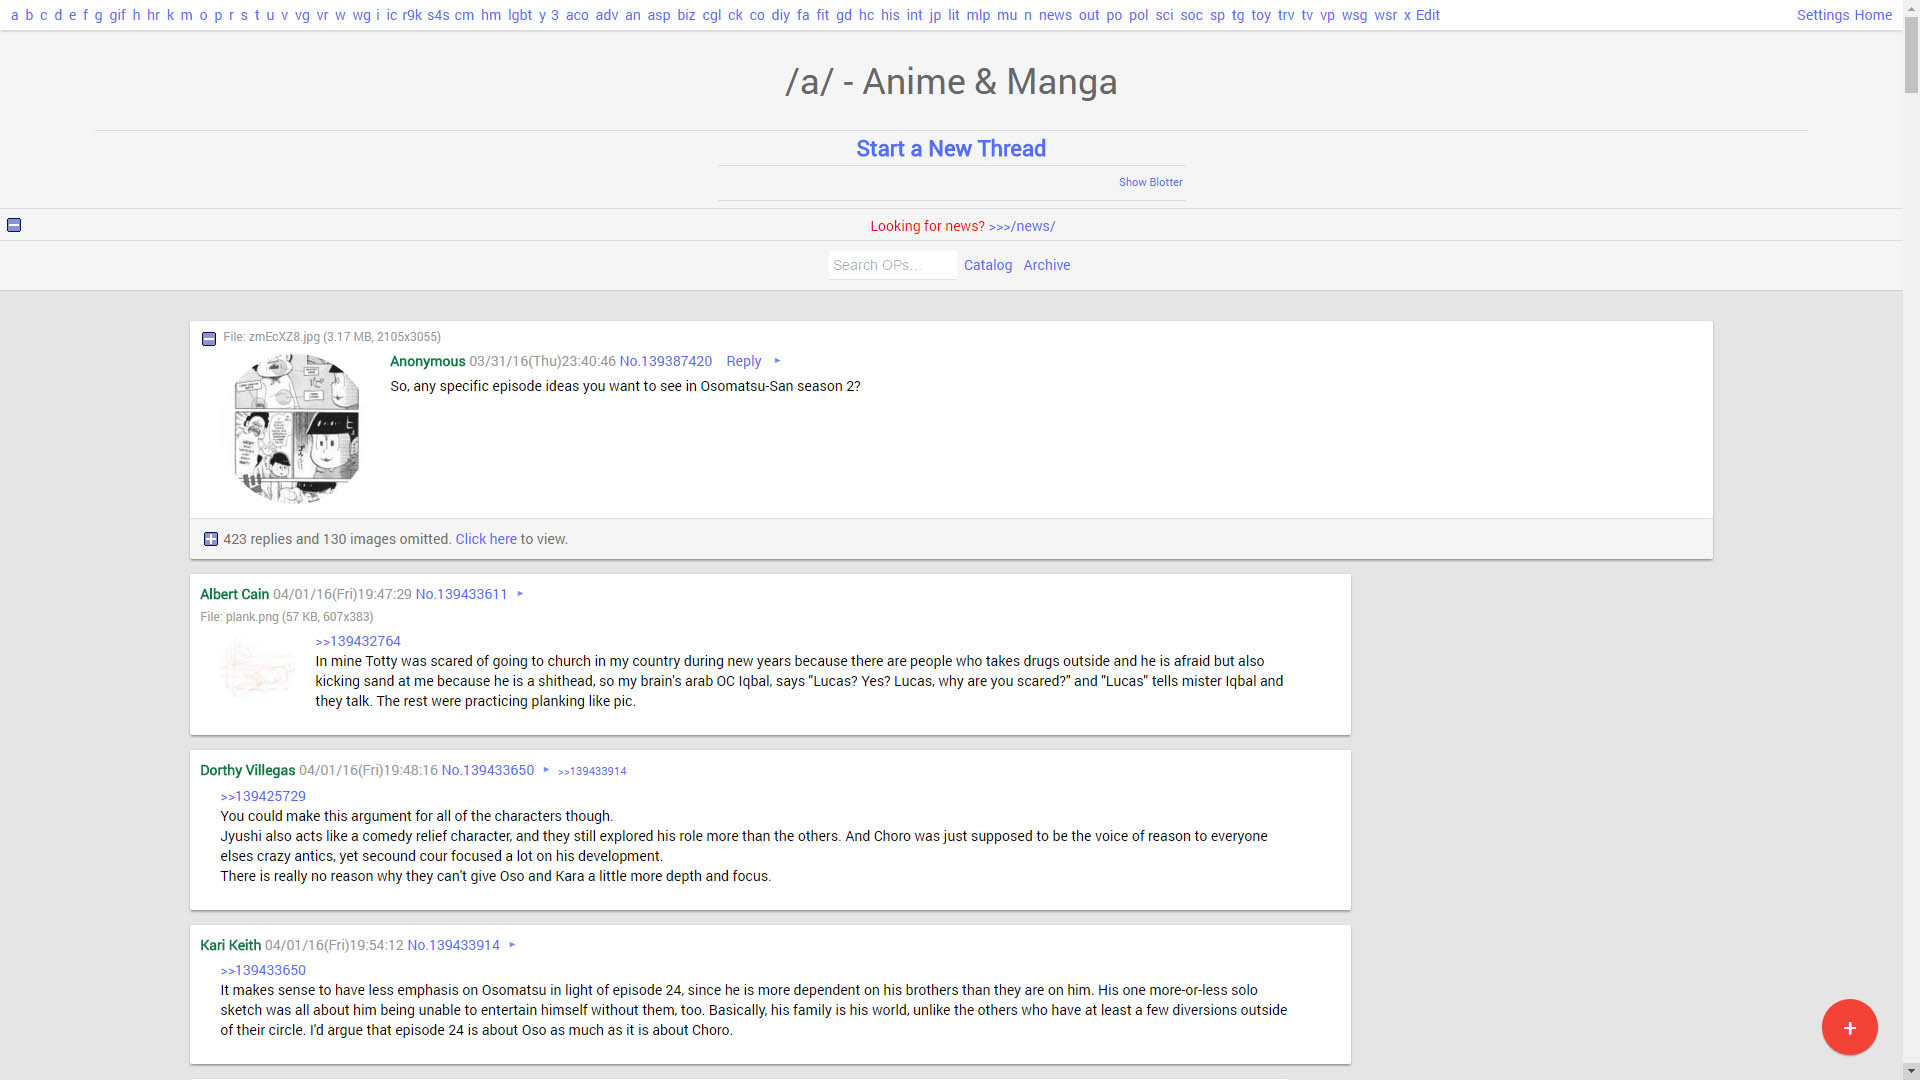 a b c d e f g gif h hr k m o p r s t u v vg vr w wg i ic r9k s4s cm hm lgbt y 3 aco adv an asp biz cgl ck co diy fa fit gd hc his int jp lit mlp mu n news out po pol sci soc sp tg toy trv tv vp wsg wsr x Edit Settings Home
/a/ - Anime & Manga
Start a New Thread
Show Blotter
Looking for news? >>>/news/
Search OPs... Catalog Archive
File: zmEcXZ8.jpg (3.17 MB, 2105x3055)
Anonymous 03/31/16(Thu)23:40:46 No.139387420 Reply
So, any specific episode ideas you want to see in Osomatsu-San season 2?
423 replies and 130 images omitted. Click here to view.
Albert Cain 04/01/16(Fri)19:47:29 No.139433611
File: plank.png (57 KB, 607x383)
>>139432764
In mine Totty was scared of going to church in my country during new years because there are people who takes drugs outside and he is afraid but also
kicking sand at me because he is a shithead, so my brain's arab OC Iqbal, says "Lucas? Yes? Lucas, why are you scared?" and "Lucas" tells mister Iqbal and
they talk. The rest were practicing planking like pic.
Dorthy Villegas 04/01/16(Fri)19:48:16 No.139433650 >>139433914
>>139425729
You could make this argument for all of the characters though.
Jyushi also acts like a comedy relief character, and they still explored his role more than the others. And Choro was just supposed to be the voice of reason to everyone
elses crazy antics, yet secound cour focused a lot on his development.
There is really no reason why they can't give Oso and Kara a little more depth and focus.
Kari Keith 04/01/16(Fri)19:54:12 No.139433914
>>139433650
It makes sense to have less emphasis on Osomatsu in light of episode 24, since he is more dependent on his brothers than they are on him. His one more-or-less solo
sketch was all about him being unable to entertain himself without them, too. Basically, his family is his world, unlike the others who have at least a few diversions outside
of their circle. I'd argue that episode 24 is about Oso as much as it is about Choro.
+